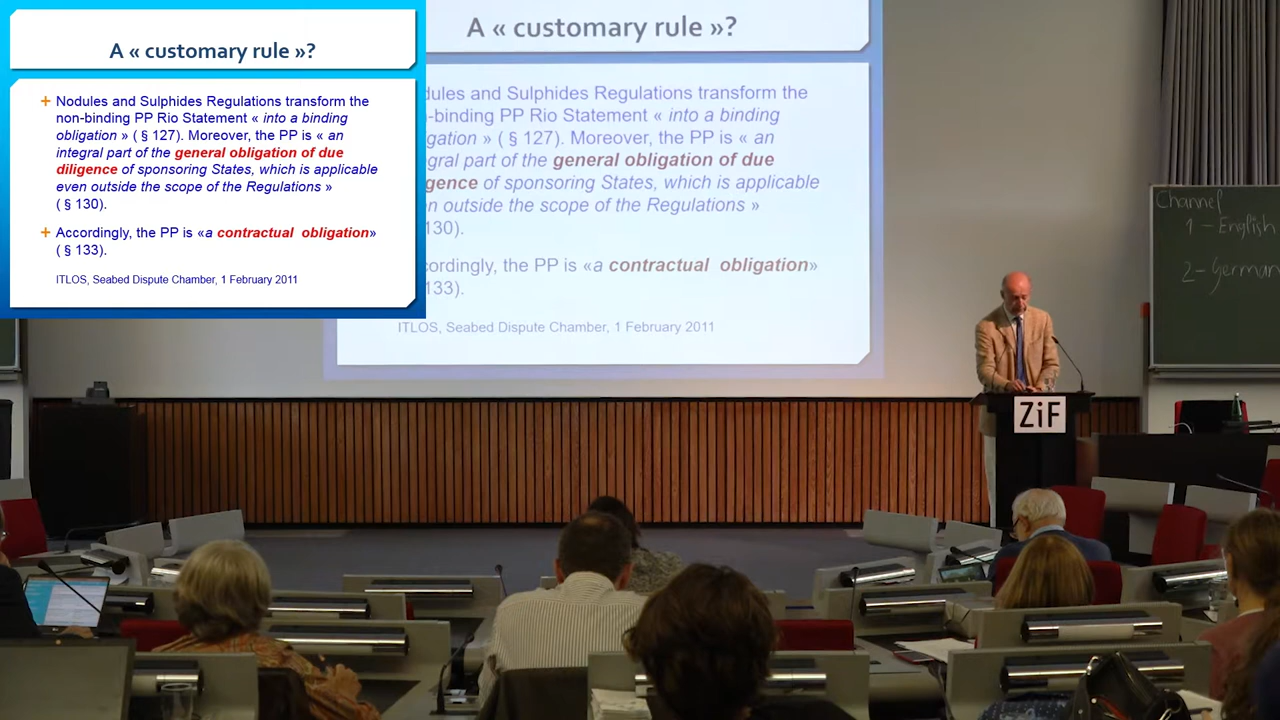 A « customary rule »?
Nodules and Sulphides Regulations transform the
non-binding PP Rio Statement « into a binding
obligation » ( § 127). Moreover, the PP is « an
integral part of the general obligation of due
diligence of sponsoring States, which is applicable
even outside the scope of the Regulations »
( § 130).
Accordingly, the PP is «a contractual obligation»
( § 133).
ITLOS, Seabed Dispute Chamber, 1 February 2011
A « customary rule »?
dules and Sulphides Regulations transform the
-binding PP Rio Statement « into a binding
gation » ( § 127). Moreover, the PP is « an
gral part of the general obligation of due
gence of sponsoring States, which is applicable
n outside the scope of the Regulations »
130).
cordingly, the PP is «a contractual obligation»
133).
ITLOS, Seabed Dispute Chamber, 1 February 2011
Channel
1 – English
2 – German
ZiF